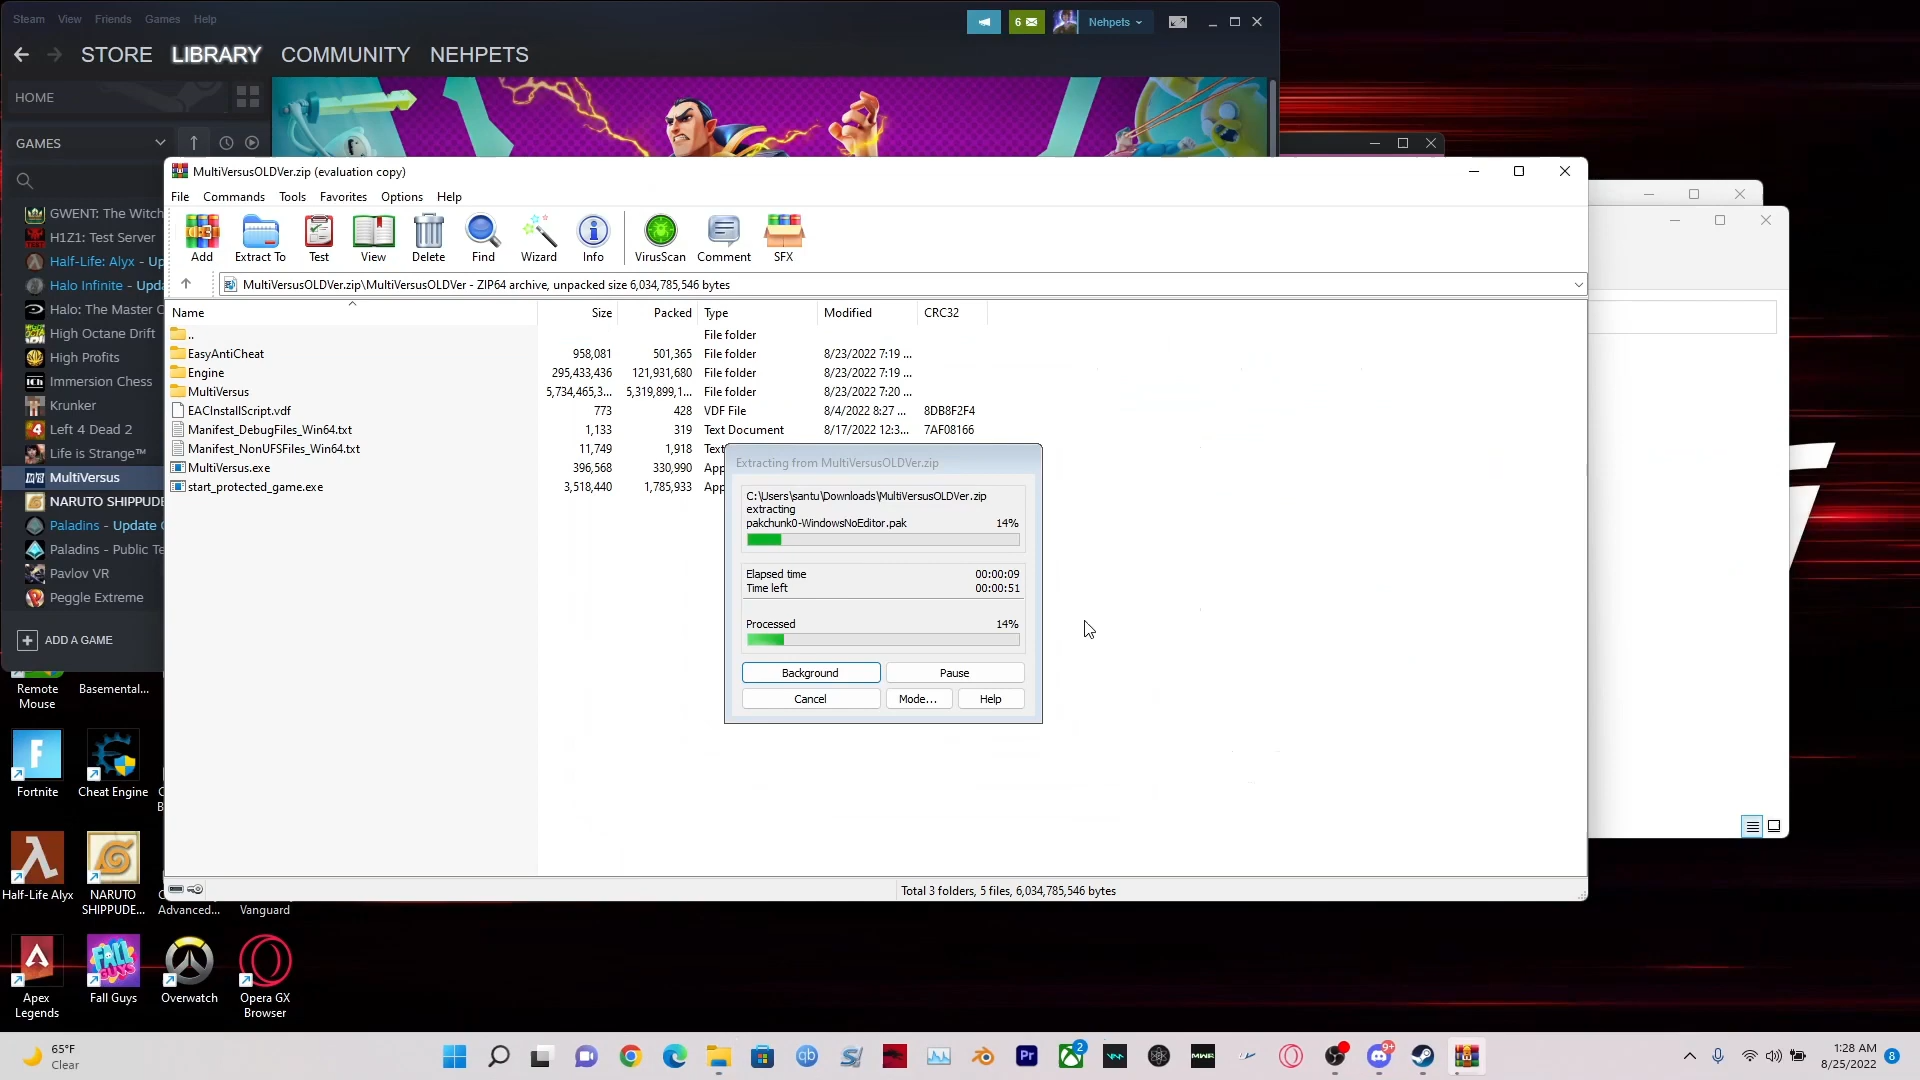 Steam View Friends Games Help
6
Nehpets
STORE LIBRARY COMMUNITY NEHPETS
HOME
GAMES
GWENT: The Witch
H1Z1: Test Server
Half-Life: Alyx - Up
Halo Infinite - Upda
Halo: The Master C
High Octane Drift
High Profits
Immersion Chess
Krunker
Left 4 Dead 2
Life is Strange™
MultiVersus
NARUTO SHIPPUDE
Paladins - Update
Paladins - Public Te
Pavlov VR
Peggle Extreme
ADD A GAME
MultiVersusOLDVer.zip (evaluation copy)
File Commands Tools Favorites Options Help
Add Extract To Test View Delete Find Wizard Info VirusScan Comment SFX
MultiVersusOLDVer.zip\MultiVersusOLDVer - ZIP64 archive, unpacked size 6,034,785,546 bytes
Name Size Packed Type Modified CRC32
.. File folder
EasyAntiCheat 958,081 501,365 File folder 8/23/2022 7:19 ...
Engine 295,433,436 121,931,680 File folder 8/23/2022 7:19 ...
MultiVersus 5,734,465,3... 5,319,899,1... File folder 8/23/2022 7:20 ...
EACInstallScript.vdf 773 428 VDF File 8/4/2022 8:27 ... 8DB8F2F4
Manifest_DebugFiles_Win64.txt 1,133 319 Text Document 8/17/2022 12:3... 7AF08166
Manifest_NonUFSFiles_Win64.txt 11,749 1,918 Text
MultiVersus.exe 396,568 330,990 App
start_protected_game.exe 3,518,440 1,785,933 App
Extracting from MultiVersusOLDVer.zip
C:\Users\santu\Downloads\MultiVersusOLDVer.zip
extracting
pakchunk0-WindowsNoEditor.pak 14%
Elapsed time 00:00:09
Time left 00:00:51
Processed 14%
Background Pause
Cancel Mode... Help
Total 3 folders, 5 files, 6,034,785,546 bytes
Remote Mouse
Basemental...
Fortnite
Cheat Engine
Half-Life Alyx
NARUTO SHIPPUDE...
Advanced...
Vanguard
Apex Legends
Fall Guys
Overwatch
Opera GX Browser
65°F
Clear
qb
Pr
2
MWR
9+
1:28 AM
8/25/2022
8